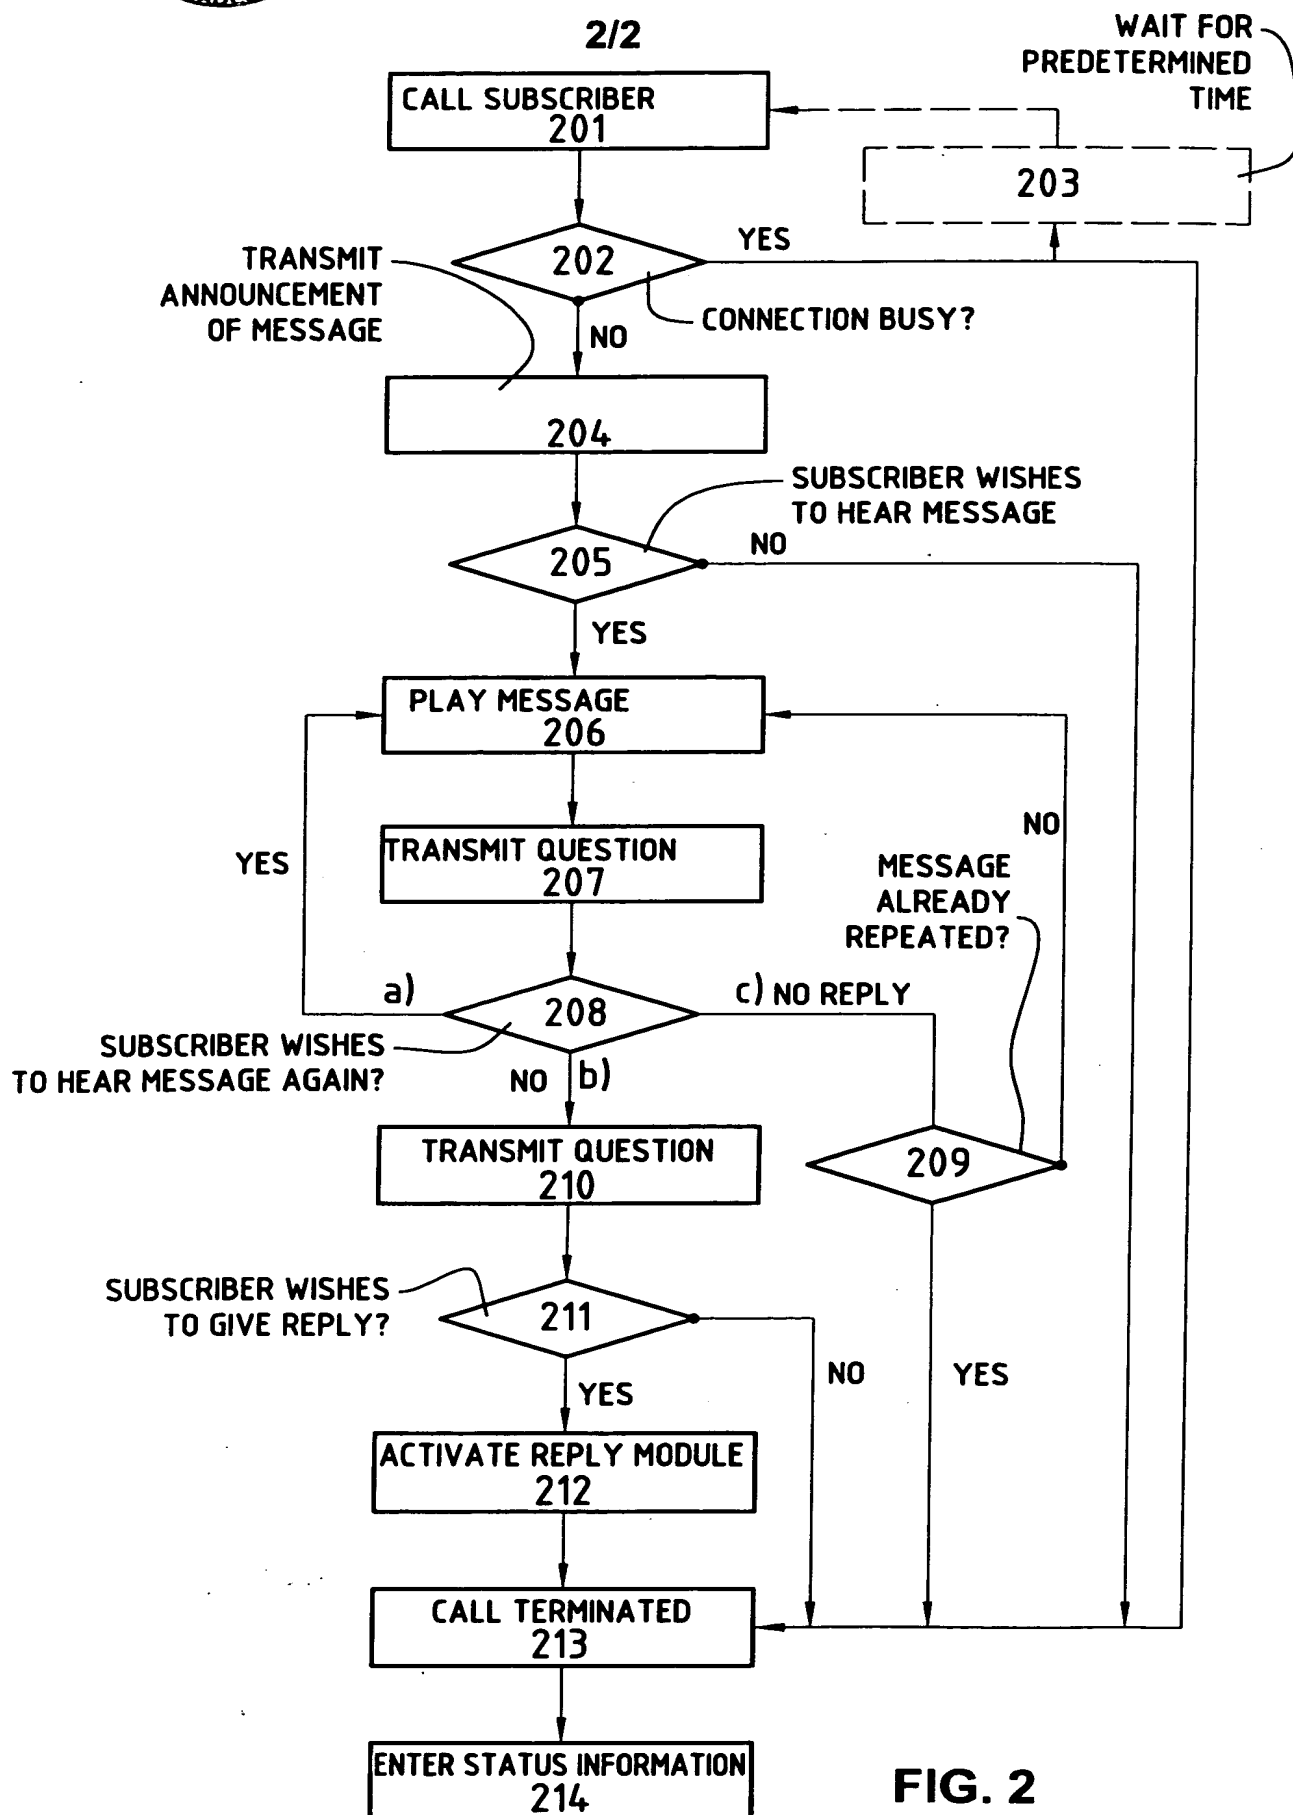 2/2
WAIT FOR
PREDETERMINED
TIME
CALL SUBSCRIBER
201
203
YES
202
TRANSMIT
ANNOUNCEMENT
OF MESSAGE
CONNECTION BUSY?
NO
204
SUBSCRIBER WISHES
TO HEAR MESSAGE
NO
205
YES
PLAY MESSAGE
206
NO
TRANSMIT QUESTION
207
YES
MESSAGE
ALREADY
REPEATED?
a)
208
c) NO REPLY
SUBSCRIBER WISHES
TO HEAR MESSAGE AGAIN?
NO b)
TRANSMIT QUESTION
210
209
SUBSCRIBER WISHES
TO GIVE REPLY?
211
NO
YES
YES
ACTIVATE REPLY MODULE
212
CALL TERMINATED
213
ENTER STATUS INFORMATION
214
FIG. 2